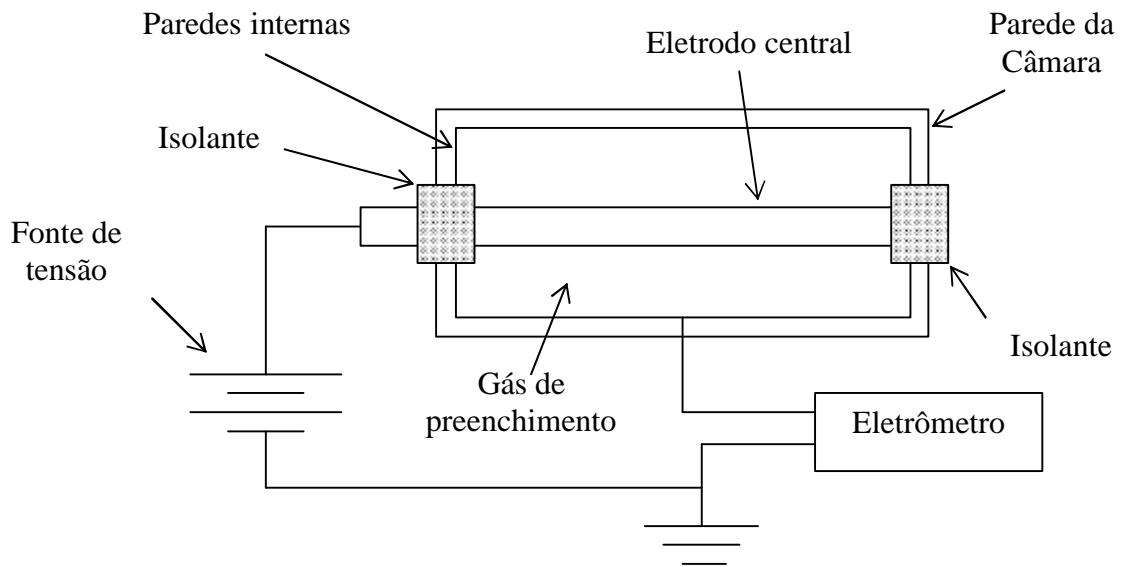 Paredes internas
Eletrodo central
Parede da
Câmara
Isolante
Fonte de
tensão
Isolante
Gás de
preenchimento
Eletrômetro